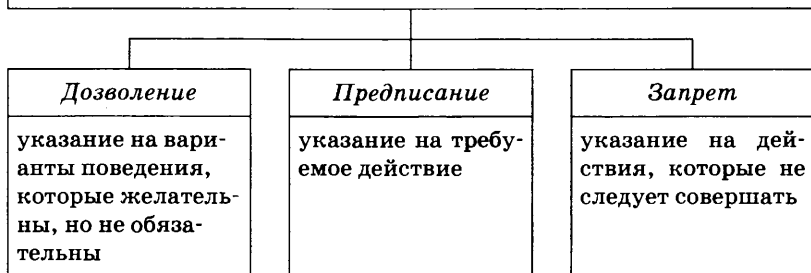 Дозволение
указание на вари-
анты поведения,
которые желатель-
ны, но не обяза-
тельны
Предписание
указание на требу-
емое действие
Запрет
указание на дей-
ствия, которые не
следует совершать